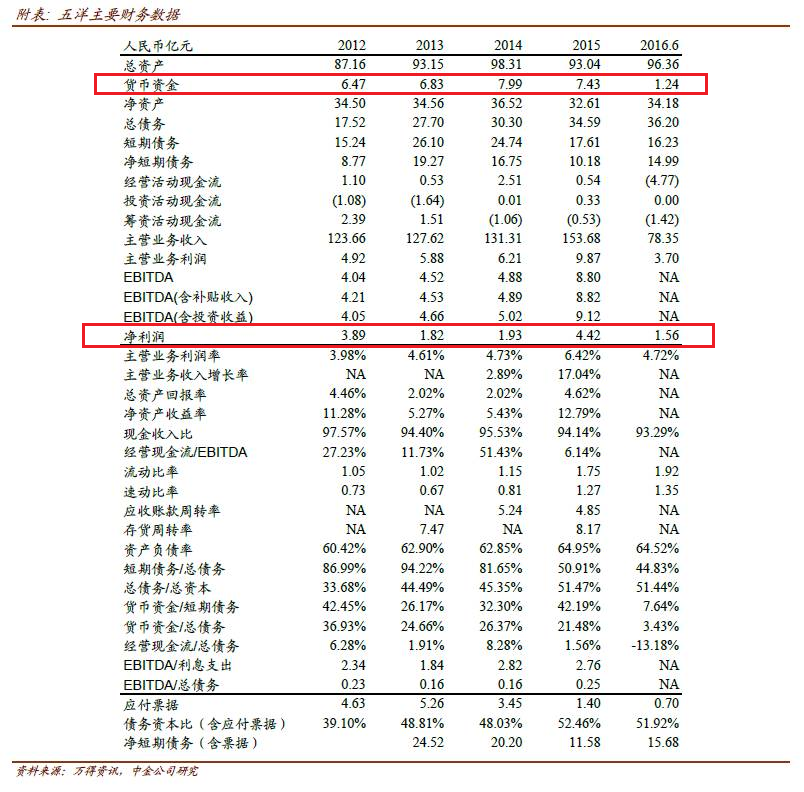 附表: 五洋主要财务数据
人民币亿元 2012 2013 2014 2015 2016.6
总资产 87.16 93.15 98.31 93.04 96.36
货币资金 6.47 6.83 7.99 7.43 1.24
净资产 34.50 34.56 36.52 32.61 34.18
总债务 17.52 27.70 30.30 34.59 36.20
短期债务 15.24 26.10 24.74 17.61 16.23
净短期债务 8.77 19.27 16.75 10.18 14.99
经营活动现金流 1.10 0.53 2.51 0.54 (4.77)
投资活动现金流 (1.08) (1.64) 0.01 0.33 0.00
筹资活动现金流 2.39 1.51 (1.06) (0.53) (1.42)
主营业务收入 123.66 127.62 131.31 153.68 78.35
主营业务利润 4.92 5.88 6.21 9.87 3.70
EBITDA 4.04 4.52 4.88 8.80 NA
EBITDA(含补贴收入) 4.21 4.53 4.89 8.82 NA
EBITDA(含投资收益) 4.05 4.66 5.02 9.12 NA
净利润 3.89 1.82 1.93 4.42 1.56
主营业务利润率 3.98% 4.61% 4.73% 6.42% 4.72%
主营业务收入增长率 NA NA 2.89% 17.04% NA
总资产回报率 4.46% 2.02% 2.02% 4.62% NA
净资产收益率 11.28% 5.27% 5.43% 12.79% NA
现金收入比 97.57% 94.40% 95.53% 94.14% 93.29%
经营现金流/EBITDA 27.23% 11.73% 51.43% 6.14% NA
流动比率 1.05 1.02 1.15 1.75 1.92
速动比率 0.73 0.67 0.81 1.27 1.35
应收账款周转率 NA NA 5.24 4.85 NA
存货周转率 NA 7.47 NA 8.17 NA
资产负债率 60.42% 62.90% 62.85% 64.95% 64.52%
短期债务/总债务 86.99% 94.22% 81.65% 50.91% 44.83%
总债务/总资本 33.68% 44.49% 45.35% 51.47% 51.44%
货币资金/短期债务 42.45% 26.17% 32.30% 42.19% 7.64%
货币资金/总债务 36.93% 24.66% 26.37% 21.48% 3.43%
经营现金流/总债务 6.28% 1.91% 8.28% 1.56% -13.18%
EBITDA/利息支出 2.34 1.84 2.82 2.76 NA
EBITDA/总债务 0.23 0.16 0.16 0.25 NA
应付票据 4.63 5.26 3.45 1.40 0.70
债务资本比（含应付票据） 39.10% 48.81% 48.03% 52.46% 51.92%
净短期债务（含票据） 24.52 20.20 11.58 15.68
资料来源：万得资讯，中金公司研究